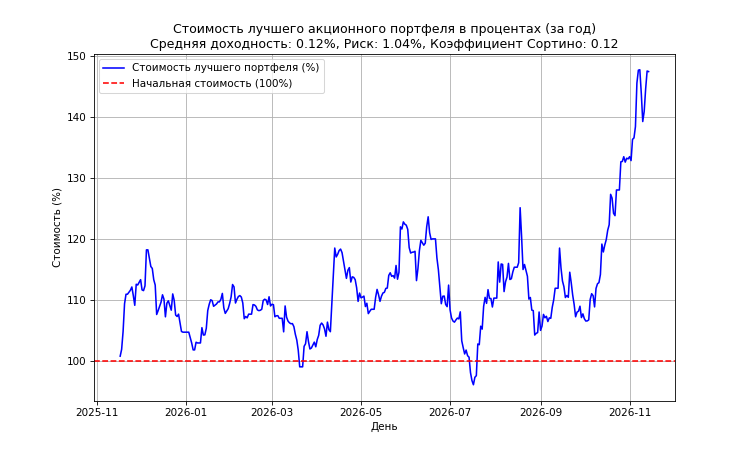 Стоимость лучшего акционного портфеля в процентах (за год)
Средняя доходность: 0.12%, Риск: 1.04%, Коэффициент Сортино: 0.12
Стоимость лучшего портфеля (%)
Начальная стоимость (100%)
Стоимость (%)
150
140
130
120
110
100
2025-11
2026-01
2026-03
2026-05
2026-07
2026-09
2026-11
День